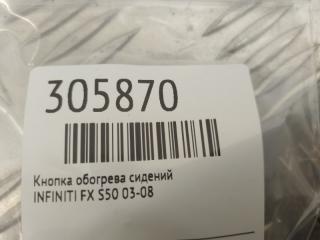 305870
Кнопка обогрева сидений
INFINITI FX S50 03-08